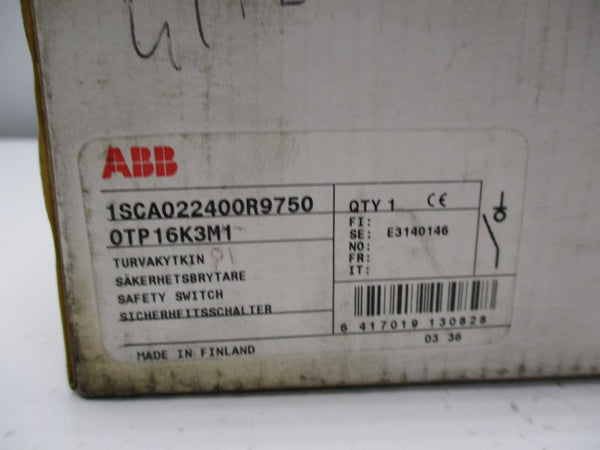 ABB
1SCA022400R9750
OTP16K3M1
TURVAKYTKIN
SÄKERHETSBRYTARE
SAFETY SWITCH
SICHERHEITSSCHALTER
MADE IN FINLAND
QTY 1 CE
FI:
SE: E3140146
NO:
FR:
IT:
6 417019 130828
03 36